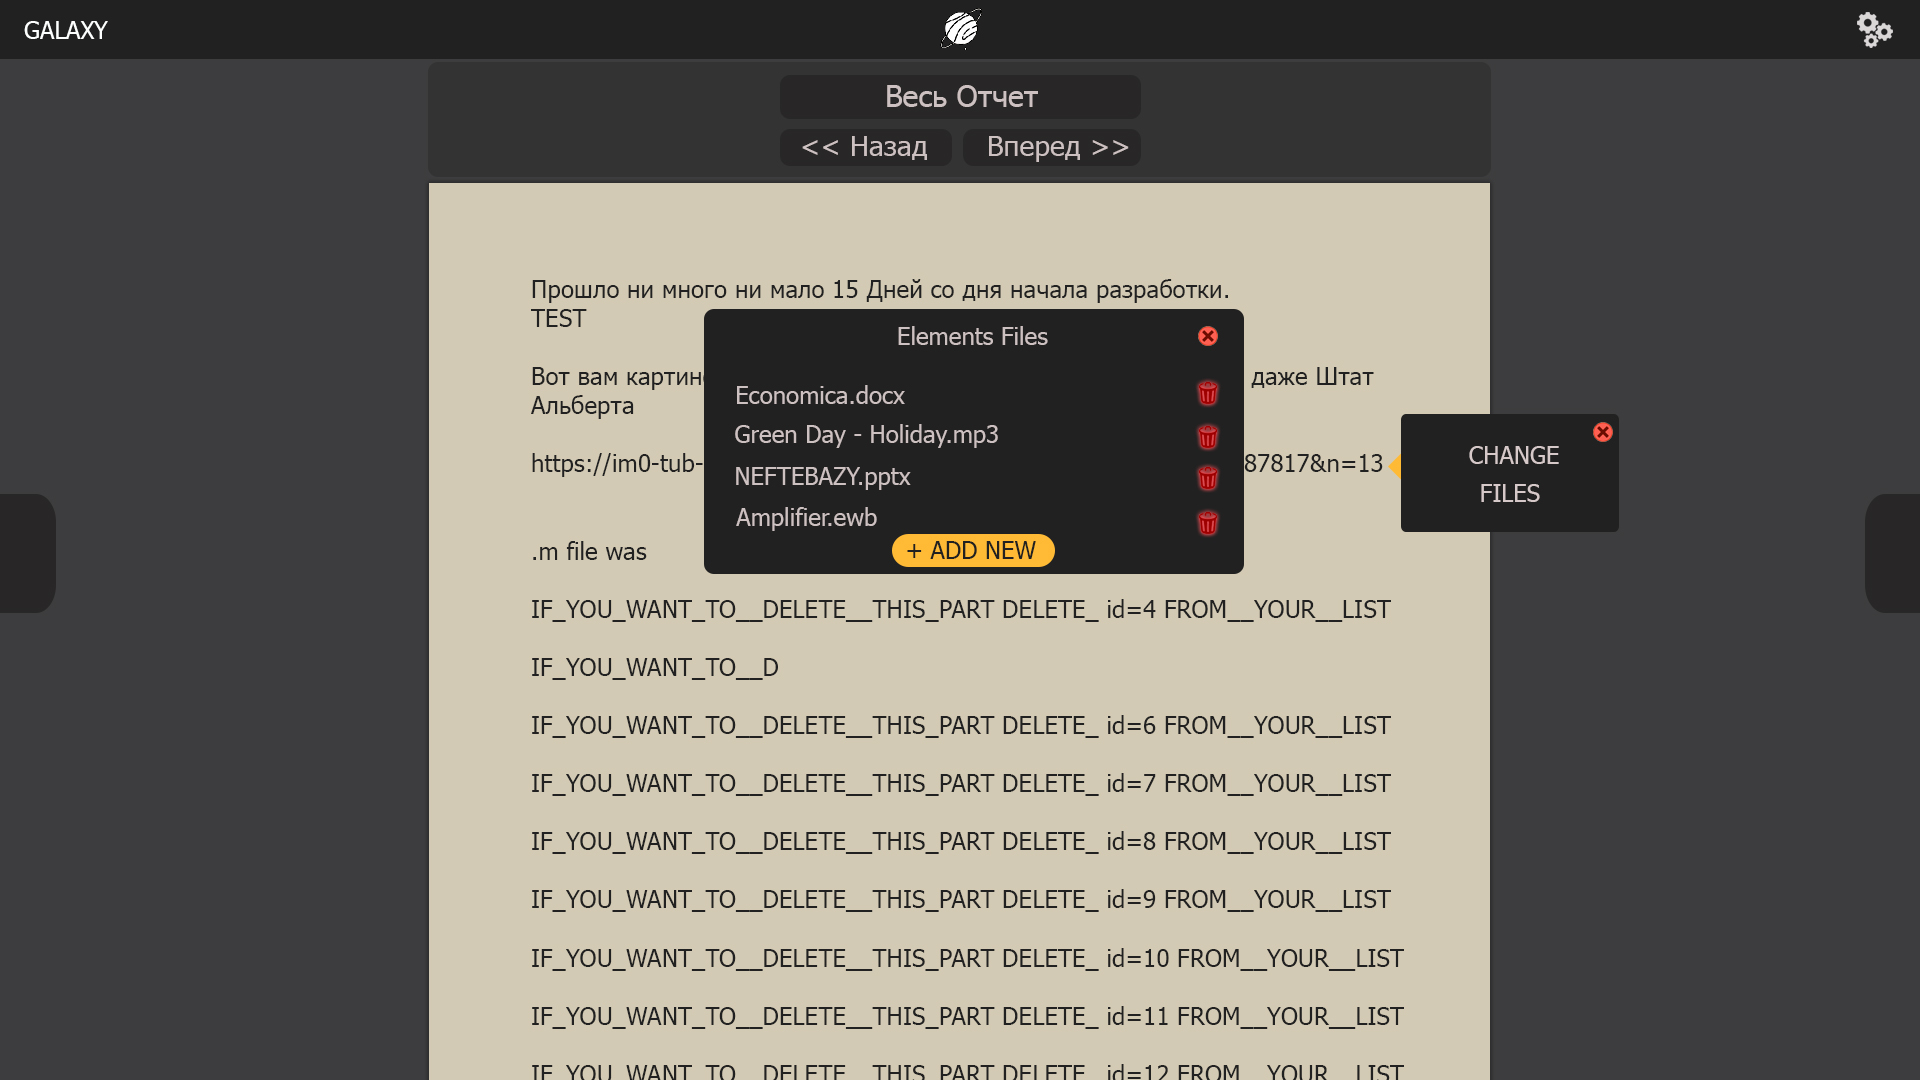 GALAXY
Весь Отчет
<< Назад
Вперед >>
Прошло ни много ни мало 15 Дней со дня начала разработки.
TEST
Вот вам даже Штат
Альберта
https://im0-tub- 87817&n=13
.m file was
Elements Files
Economica.docx
Green Day - Holiday.mp3
NEFTEBAZY.pptx
Amplifier.ewb
+ ADD NEW
CHANGE
FILES
IF_YOU_WANT_TO__DELETE__THIS_PART DELETE_ id=4 FROM__YOUR__LIST
IF_YOU_WANT_TO__D
IF_YOU_WANT_TO__DELETE__THIS_PART DELETE_ id=6 FROM__YOUR__LIST
IF_YOU_WANT_TO__DELETE__THIS_PART DELETE_ id=7 FROM__YOUR__LIST
IF_YOU_WANT_TO__DELETE__THIS_PART DELETE_ id=8 FROM__YOUR__LIST
IF_YOU_WANT_TO__DELETE__THIS_PART DELETE_ id=9 FROM__YOUR__LIST
IF_YOU_WANT_TO__DELETE__THIS_PART DELETE_ id=10 FROM__YOUR__LIST
IF_YOU_WANT_TO__DELETE__THIS_PART DELETE_ id=11 FROM__YOUR__LIST
IF_YOU_WANT_TO__DELETE__THIS_PART DELETE_ id=12 FROM__YOUR__LIST